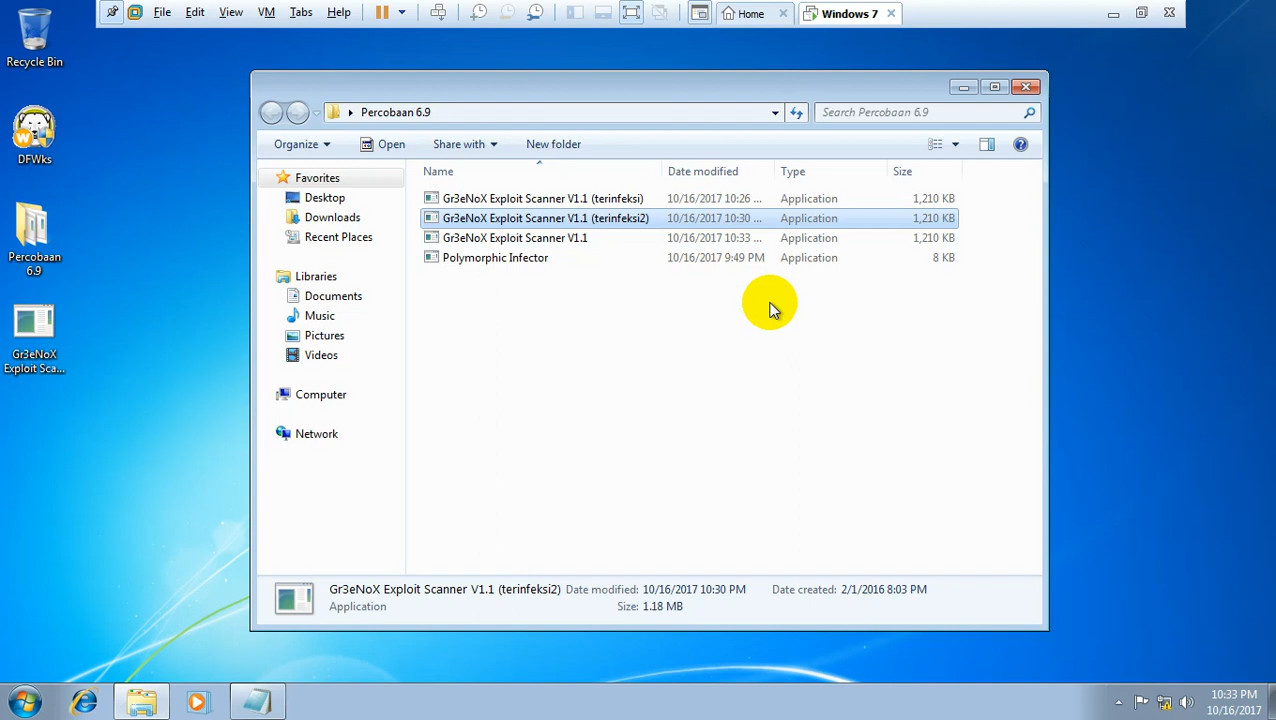 File Edit View VM Tabs Help Home Windows 7
Recycle Bin
DFWks
Percobaan
6.9
Gr3eNoX
Exploit Sca...
Percobaan 6.9 Search Percobaan 6.9
Organize Open Share with New folder
Favorites
Desktop
Downloads
Recent Places
Libraries
Documents
Music
Pictures
Videos
Computer
Network
Name Date modified Type Size
Gr3eNoX Exploit Scanner V1.1 (terinfeksi) 10/16/2017 10:26 ... Application 1,210 KB
Gr3eNoX Exploit Scanner V1.1 (terinfeksi2) 10/16/2017 10:30 ... Application 1,210 KB
Gr3eNoX Exploit Scanner V1.1 10/16/2017 10:33 ... Application 1,210 KB
Polymorphic Infector 10/16/2017 9:49 PM Application 8 KB
Gr3eNoX Exploit Scanner V1.1 (terinfeksi2) Date modified: 10/16/2017 10:30 PM Date created: 2/1/2016 8:03 PM
Application Size: 1.18 MB
10:33 PM
10/16/2017